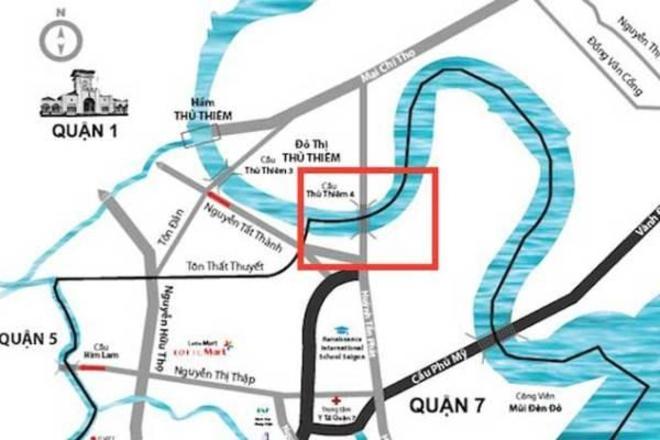 N
QUẬN 1
Hầm
THỦ THIÊM
Mai Chí Thọ
Nguyễn Thị
Đồng Văn Cống
Đô Thị
THỦ THIÊM
Cầu
Thủ Thiêm 3
Cầu
Thủ Thiêm 4
Tôn Đản
Nguyễn Tất Thành
Tôn Thất Thuyết
Nguyễn Hữu Thọ
Huỳnh Tấn Phát
QUẬN 5
Cầu
Kim Lam
Lotte Mart
LOTTE Mart
Nguyễn Thị Thập
Renaissance
International
School Saigon
Trung tâm
Y Tế Quận 7
QUẬN 7
Cầu Phú Mỹ
Công Viên
Mũi Đèn Đỏ